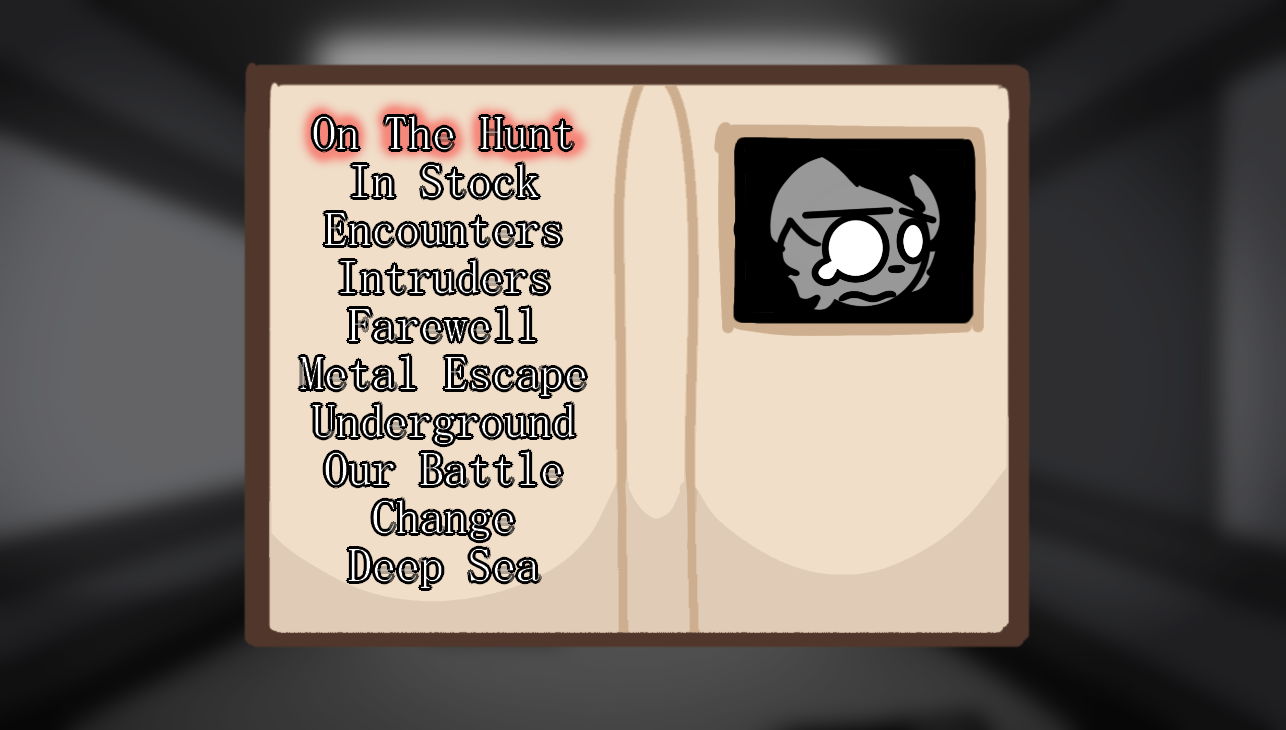 On The Hunt
In Stock
Encounters
Intruders
Farewell
Metal Escape
Underground
Our Battle
Change
Deep Sea